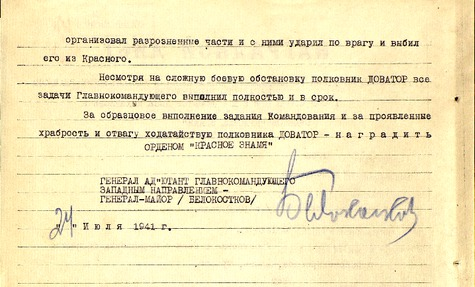 организовал разрозненные части и с ними ударил по врагу и выбил
его из Красного.
Несмотря на сложную боевую обстановку полковник ДОВАТОР все
задачи Главнокомандующего выполнил полностью и в срок.
За образцовое выполнение задания Командования и за проявленные
храбрость и отвагу ходатайствую полковника ДОВАТОР - н а г р а д и т ь
ОРДЕНОМ "КРАСНОЕ ЗНАМЯ"
ГЕНЕРАЛ АД"ЮТАНТ ГЛАВНОКОМАНДУЮЩЕГО
ЗАПАДНЫМ НАПРАВЛЕНИЕМ -
ГЕНЕРАЛ-МАЙОР / БЕЛОКОСТКОВ/
"24" Июля 1941 г.